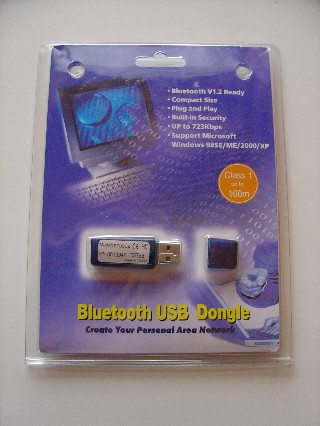 • Bluetooth V1.2 Ready
• Compact Size
• Plug and Play
• Built-in Security
• UP to 723Kbps
• Support Microsoft
Windows 98SE/ME/2000/XP
Class 1
up to
100m
Bluetooth USB Dongle
Create Your Personal Area Network